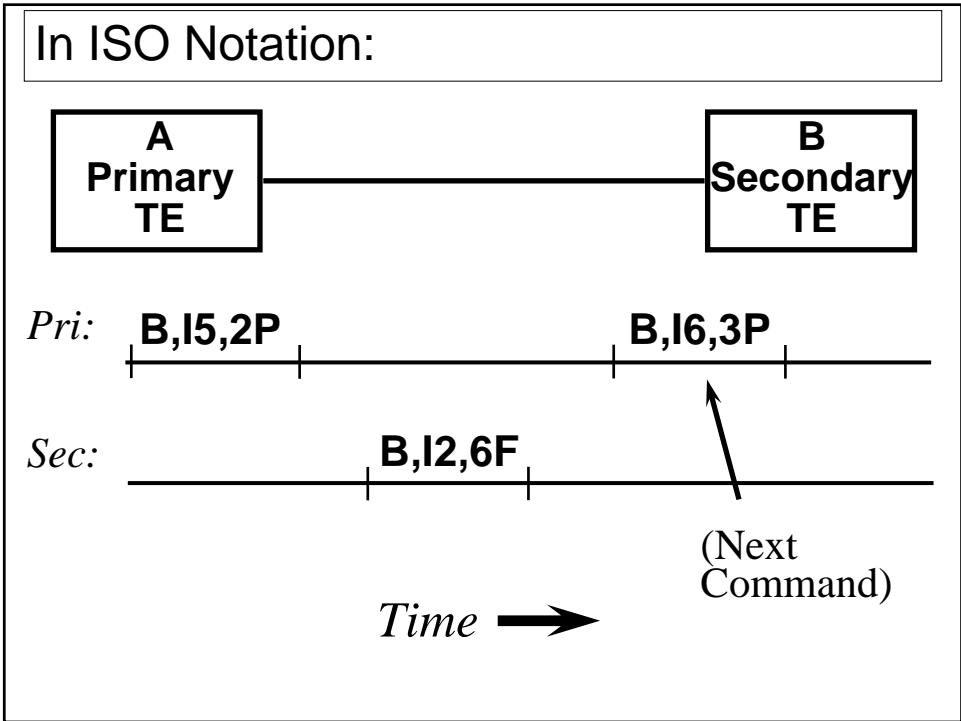 In ISO Notation:
A
Primary
TE
B
Secondary
TE
Pri:
B,I5,2P
B,I6,3P
Sec:
B,I2,6F
(Next
Command)
Time